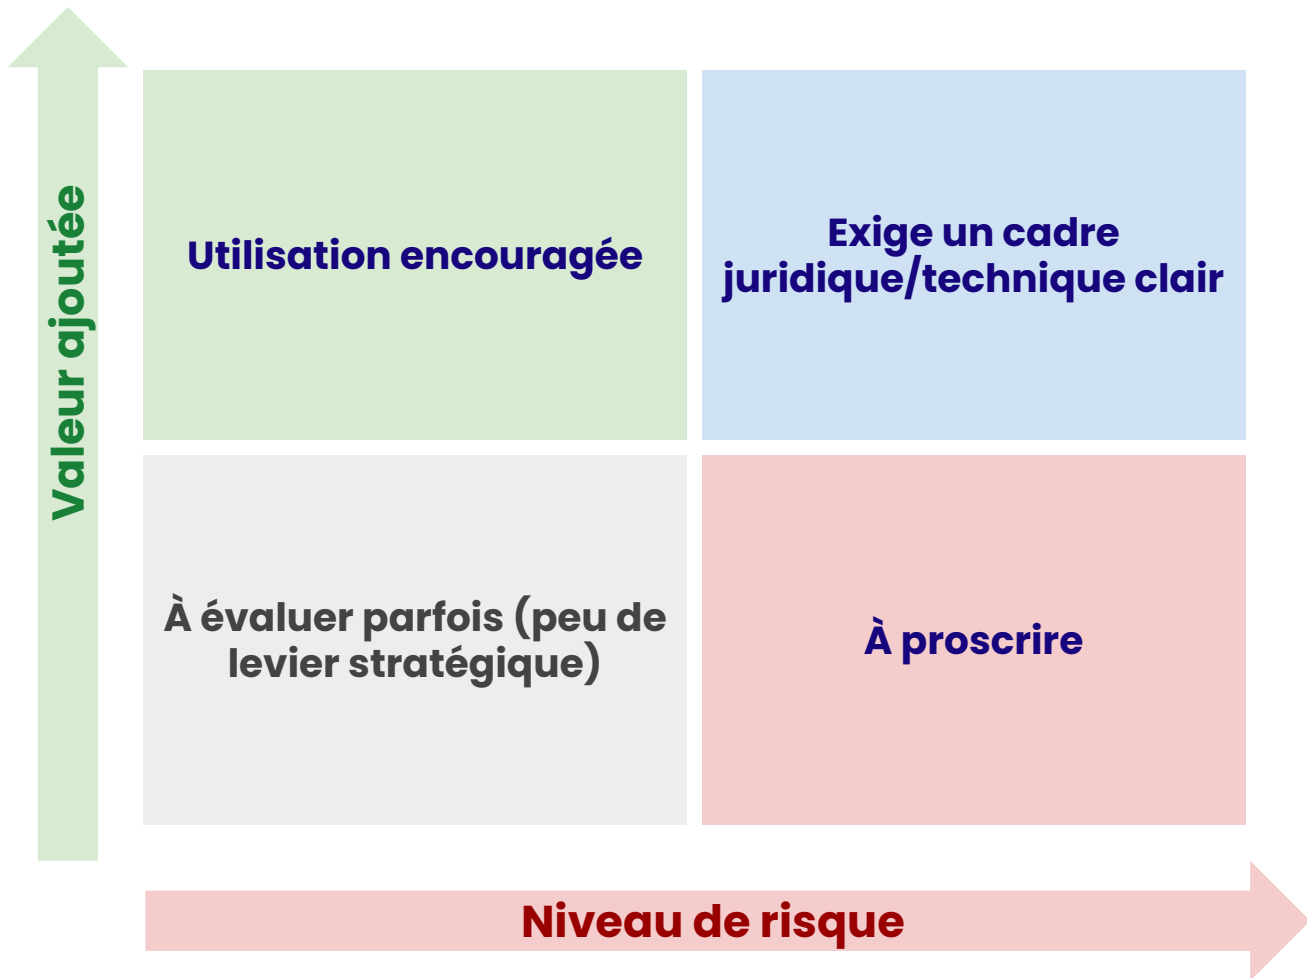 Valeur ajoutée
Utilisation encouragée
Exige un cadre
juridique/technique clair
À évaluer parfois (peu de
levier stratégique)
À proscrire
Niveau de risque